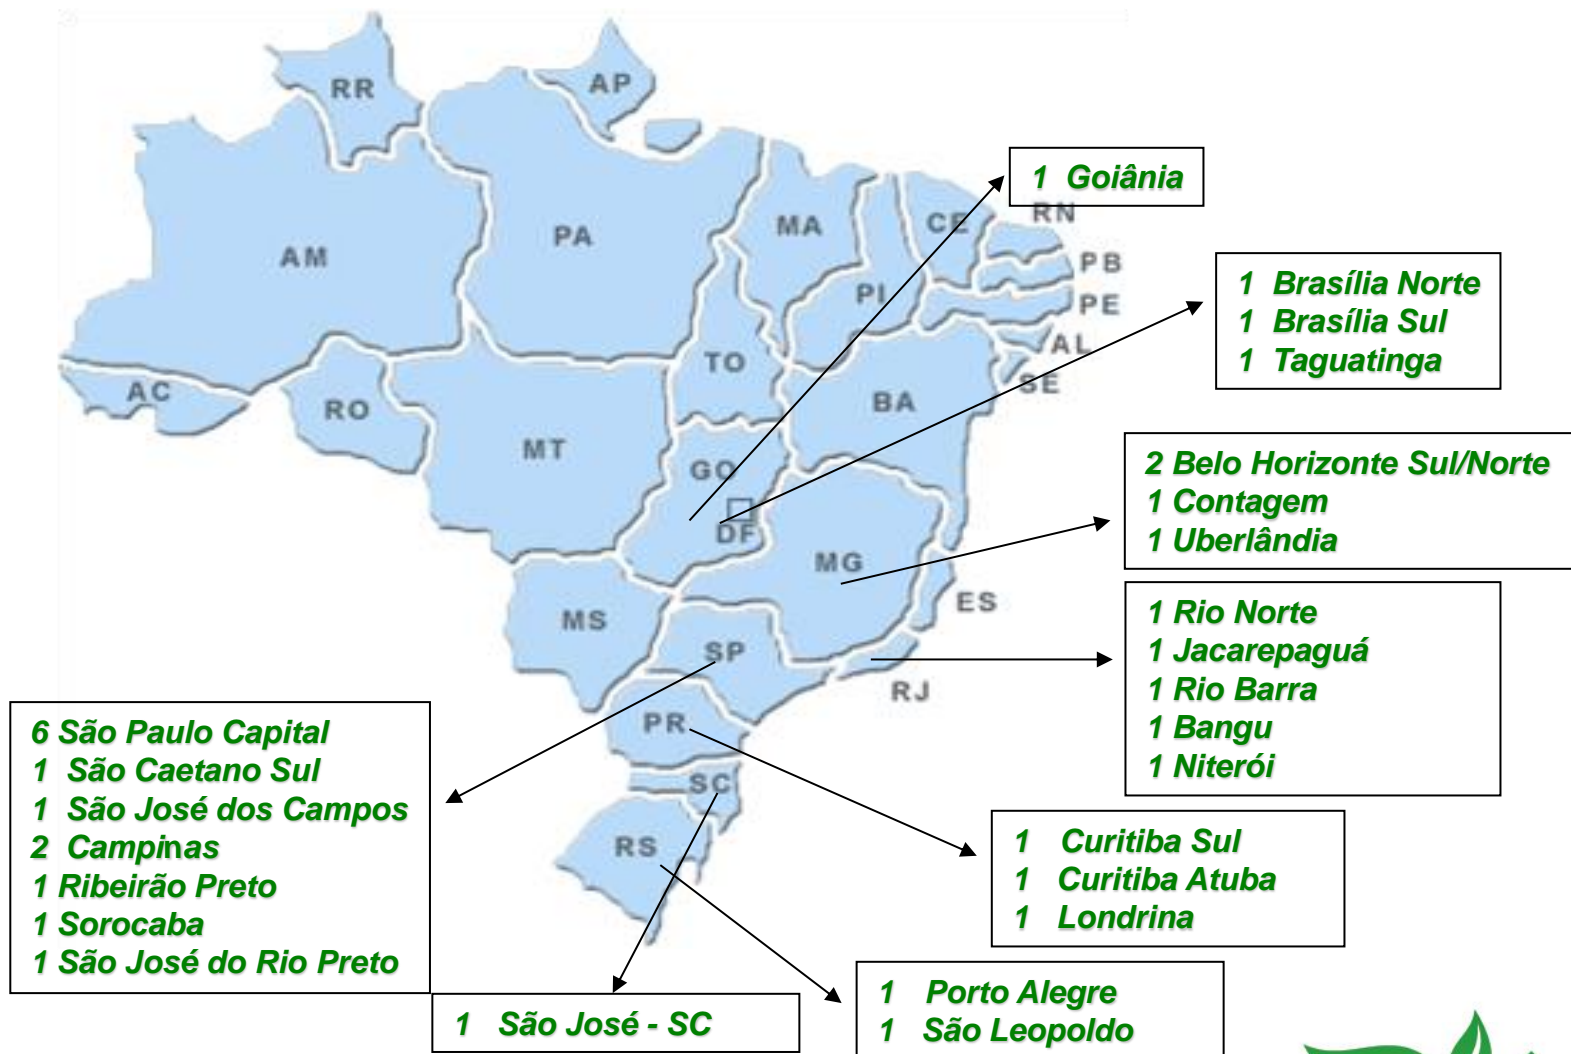 RR
AP
AM
PA
MA
CE
RN
PB
PI
PE
AL
SE
AC
RO
TO
BA
MT
GO
DF
MG
ES
MS
SP
RJ
PR
SC
RS
1 Goiânia
1 Brasília Norte
1 Brasília Sul
1 Taguatinga
2 Belo Horizonte Sul/Norte
1 Contagem
1 Uberlândia
1 Rio Norte
1 Jacarepaguá
1 Rio Barra
1 Bangu
1 Niterói
6 São Paulo Capital
1 São Caetano Sul
1 São José dos Campos
2 Campinas
1 Ribeirão Preto
1 Sorocaba
1 São José do Rio Preto
1 Curitiba Sul
1 Curitiba Atuba
1 Londrina
1 São José - SC
1 Porto Alegre
1 São Leopoldo